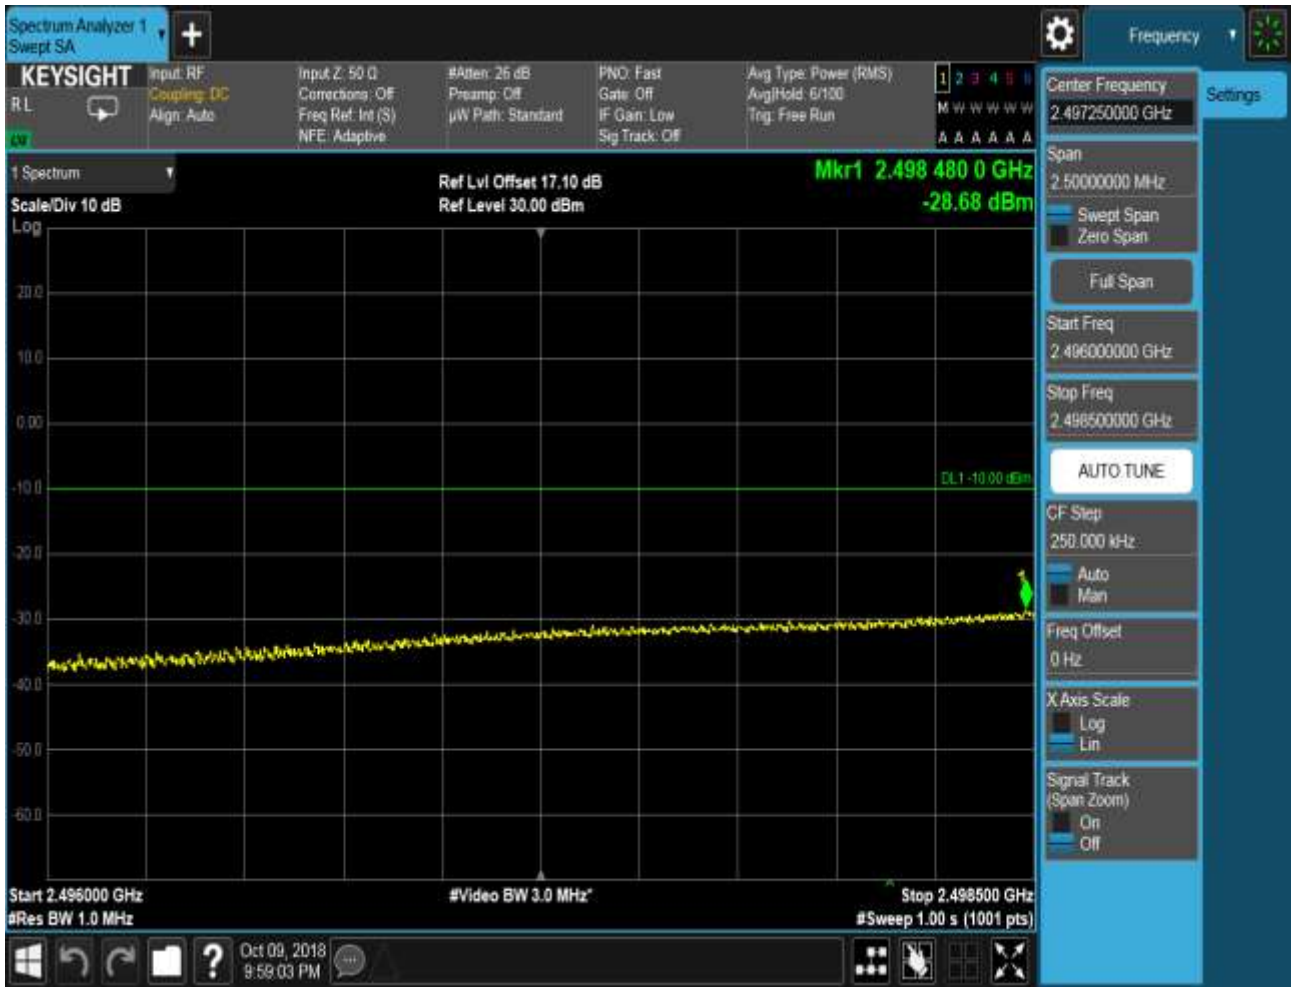 Spectrum Analyzer 1
Swept SA
Frequency
KEYSIGHT
R L
Input: RF
Coupling: DC
Align: Auto
Input Z: 50 Ω
Corrections: Off
Freq Ref: Int (S)
NFE: Adaptive
#Atten: 26 dB
Preamp: Off
µW Path: Standard
PNO: Fast
Gate: Off
IF Gain: Low
Sig Track: Off
Avg Type: Power (RMS)
Avg|Hold: 6/100
Trig: Free Run
1 2 3 4 5 6
M W W W W W
A A A A A A
1 Spectrum
Scale/Div 10 dB
Ref Lvl Offset 17.10 dB
Ref Level 30.00 dBm
Mkr1 2.498 480 0 GHz
-28.68 dBm
Log
20.0
10.0
0.00
-10.0
-20.0
-30.0
-40.0
-50.0
-60.0
DL1 -10.00 dBm
Start 2.496000 GHz
#Video BW 3.0 MHz*
Stop 2.498500 GHz
#Res BW 1.0 MHz
#Sweep 1.00 s (1001 pts)
Center Frequency
2.497250000 GHz
Settings
Span
2.50000000 MHz
Swept Span
Zero Span
Full Span
Start Freq
2.496000000 GHz
Stop Freq
2.498500000 GHz
AUTO TUNE
CF Step
250.000 kHz
Auto
Man
Freq Offset
0 Hz
X Axis Scale
Log
Lin
Signal Track
(Span Zoom)
On
Off
?
Oct 09, 2018
9:59:03 PM